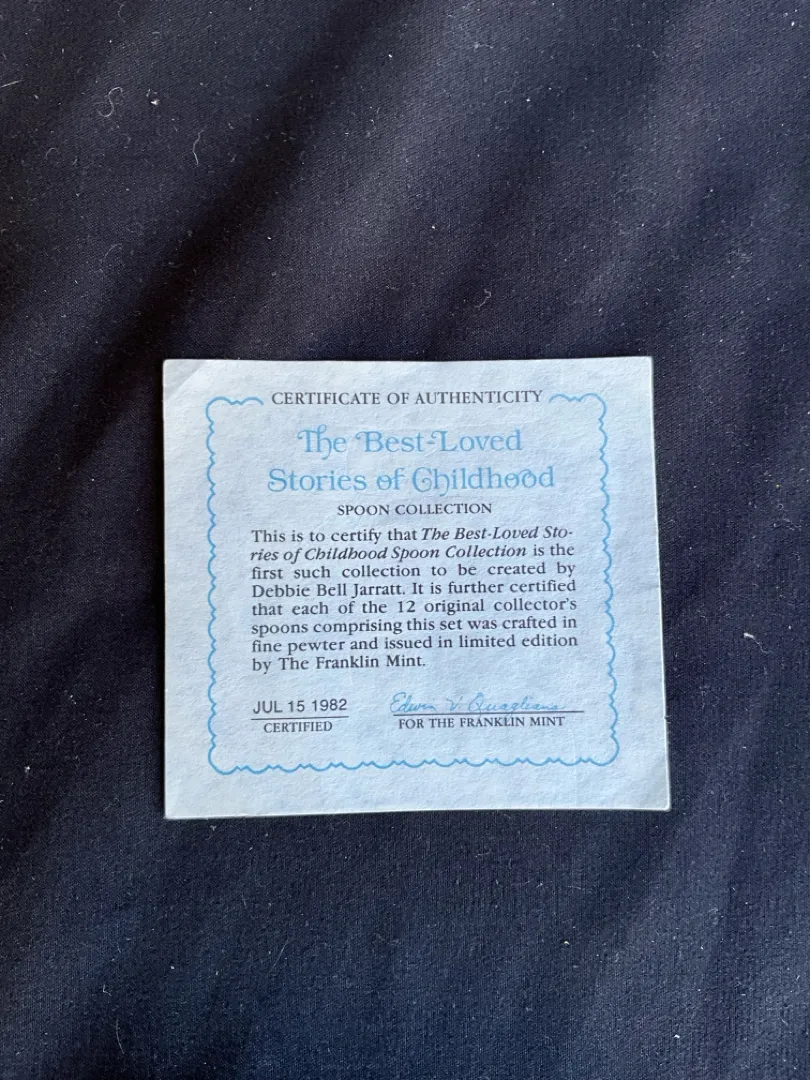 CERTIFICATE OF AUTHENTICITY
The Best-Loved
Stories of Childhood
SPOON COLLECTION
This is to certify that The Best-Loved Sto-
ries of Childhood Spoon Collection is the
first such collection to be created by
Debbie Bell Jarratt. It is further certified
that each of the 12 original collector's
spoons comprising this set was crafted in
fine pewter and issued in limited edition
by The Franklin Mint.
JUL 15 1982
CERTIFIED
Edwin V. Quagliana
FOR THE FRANKLIN MINT